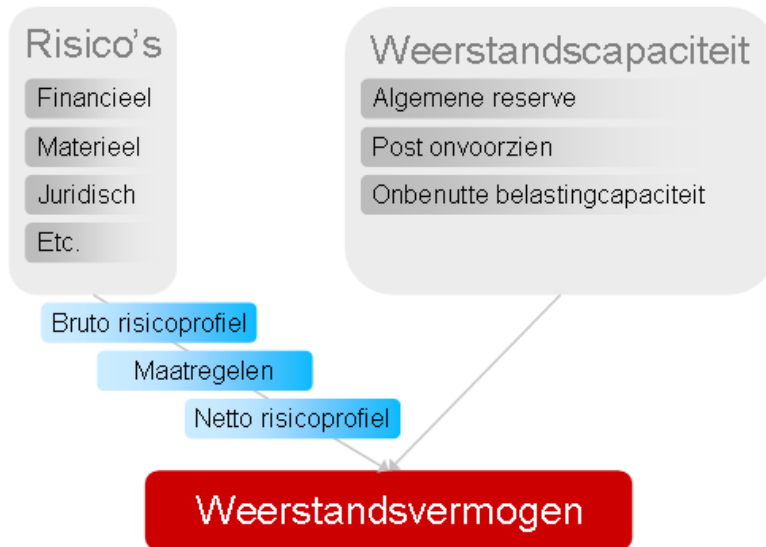 Risico's
Financieel
Materieel
Juridisch
Etc.
Weerstandscapaciteit
Algemene reserve
Post onvoorzien
Onbenutte belastingcapaciteit
Bruto risicoprofiel
Maatregelen
Netto risicoprofiel
Weerstandsvermogen